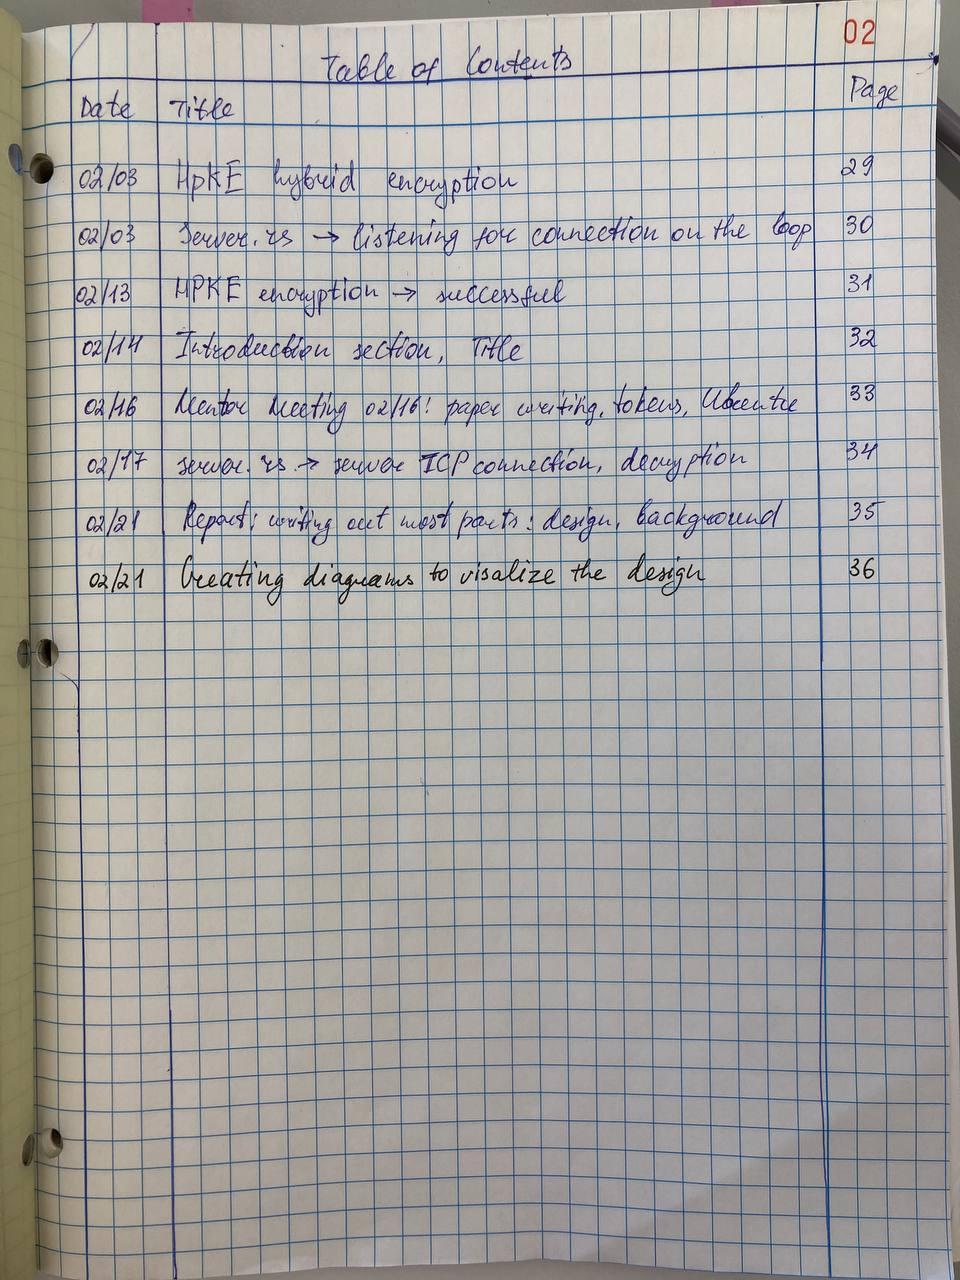 02
Table of Contents
Date Title Page
02/03 HpKE hybrid encryption 29
02/03 Server.rs → listening for connection on the loop 30
02/13 HPKE encryption → successful 31
02/14 Introduction section, Title 32
02/16 Mentor Meeting 02/16: paper writing, tokens, 33
02/17 server.rs → server TCP connection, decryption 34
02/21 Report: writing out most parts: design, background 35
02/21 Creating diagrams to visalize the design 36